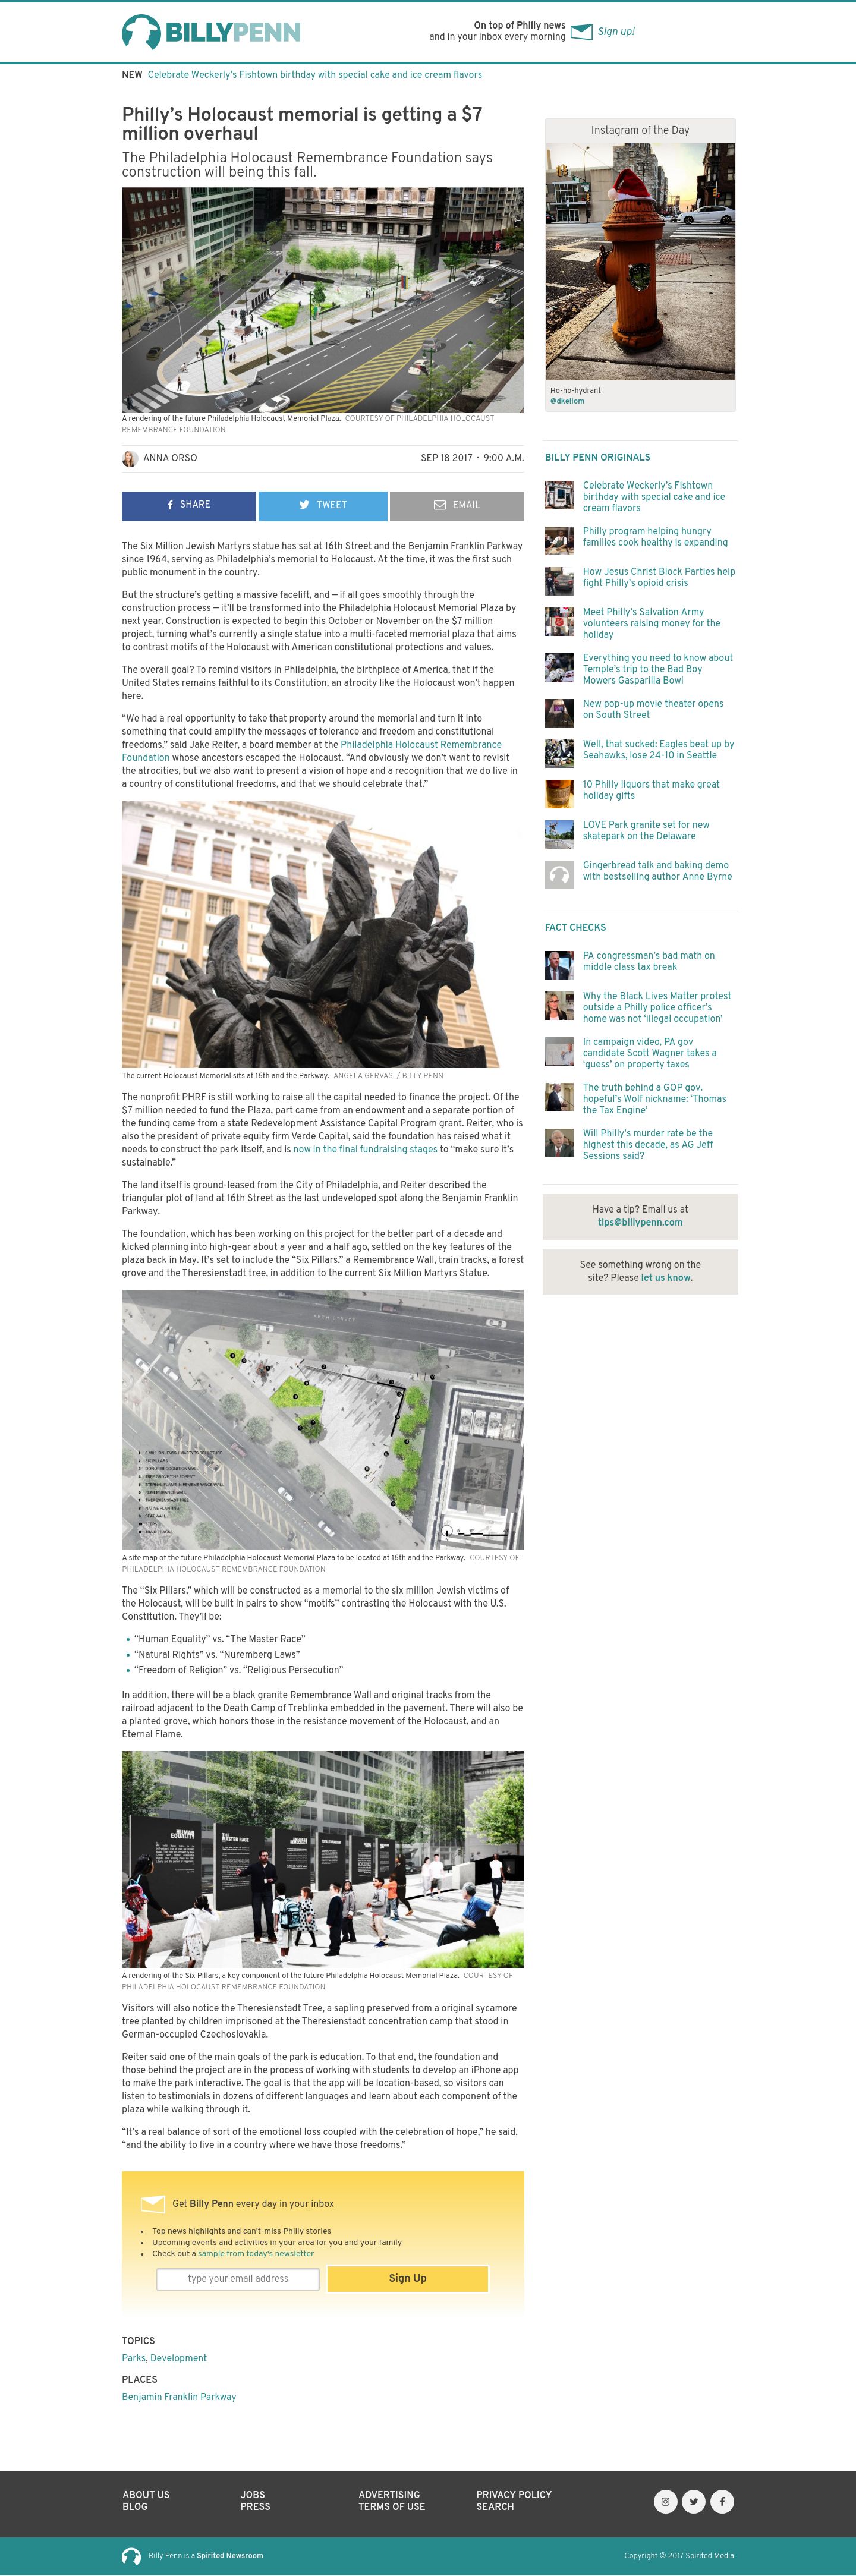 BILLYPENN
On top of Philly news
and in your inbox every morning
Sign up!
NEW Celebrate Weckerly's Fishtown birthday with special cake and ice cream flavors
Philly's Holocaust memorial is getting a $7
million overhaul
The Philadelphia Holocaust Remembrance Foundation says
construction will being this fall.
A rendering of the future Philadelphia Holocaust Memorial Plaza. COURTESY OF PHILADELPHIA HOLOCAUST
REMEMBRANCE FOUNDATION
ANNA ORSO
SEP 18 2017 · 9:00 A.M.
SHARE
TWEET
EMAIL
The Six Million Jewish Martyrs statue has sat at 16th Street and the Benjamin Franklin Parkway
since 1964, serving as Philadelphia's memorial to Holocaust. At the time, it was the first such
public monument in the country.
But the structure's getting a massive facelift, and — if all goes smoothly through the
construction process — it'll be transformed into the Philadelphia Holocaust Memorial Plaza by
next year. Construction is expected to begin this October or November on the $7 million
project, turning what's currently a single statue into a multi-faceted memorial plaza that aims
to contrast motifs of the Holocaust with American constitutional protections and values.
The overall goal? To remind visitors in Philadelphia, the birthplace of America, that if the
United States remains faithful to its Constitution, an atrocity like the Holocaust won't happen
here.
“We had a real opportunity to take that property around the memorial and turn it into
something that could amplify the messages of tolerance and freedom and constitutional
freedoms,” said Jake Reiter, a board member at the Philadelphia Holocaust Remembrance
Foundation whose ancestors escaped the Holocaust. “And obviously we don't want to revisit
the atrocities, but we also want to present a vision of hope and a recognition that we do live in
a country of constitutional freedoms, and that we should celebrate that.”
The current Holocaust Memorial sits at 16th and the Parkway. ANGELA GERVASI / BILLY PENN
The nonprofit PHRF is still working to raise all the capital needed to finance the project. Of the
$7 million needed to fund the Plaza, part came from an endowment and a separate portion of
the funding came from a state Redevelopment Assistance Capital Program grant. Reiter, who is
also the president of private equity firm Verde Capital, said the foundation has raised what it
needs to construct the park itself, and is now in the final fundraising stages to “make sure it's
sustainable.”
The land itself is ground-leased from the City of Philadelphia, and Reiter described the
triangular plot of land at 16th Street as the last undeveloped spot along the Benjamin Franklin
Parkway.
The foundation, which has been working on this project for the better part of a decade and
kicked planning into high-gear about a year and a half ago, settled on the key features of the
plaza back in May. It's set to include the “Six Pillars,” a Remembrance Wall, train tracks, a forest
grove and the Theresienstadt tree, in addition to the current Six Million Martyrs Statue.
ARCH STREET
A site map of the future Philadelphia Holocaust Memorial Plaza to be located at 16th and the Parkway. COURTESY OF
PHILADELPHIA HOLOCAUST REMEMBRANCE FOUNDATION
The “Six Pillars,” which will be constructed as a memorial to the six million Jewish victims of
the Holocaust, will be built in pairs to show “motifs” contrasting the Holocaust with the U.S.
Constitution. They'll be:
• “Human Equality” vs. “The Master Race”
• “Natural Rights” vs. “Nuremberg Laws”
• “Freedom of Religion” vs. “Religious Persecution”
In addition, there will be a black granite Remembrance Wall and original tracks from the
railroad adjacent to the Death Camp of Treblinka embedded in the pavement. There will also be
a planted grove, which honors those in the resistance movement of the Holocaust, and an
Eternal Flame.
HUMAN
EQUALITY
THE
MASTER RACE
A rendering of the Six Pillars, a key component of the future Philadelphia Holocaust Memorial Plaza. COURTESY OF
PHILADELPHIA HOLOCAUST REMEMBRANCE FOUNDATION
Visitors will also notice the Theresienstadt Tree, a sapling preserved from a original sycamore
tree planted by children imprisoned at the Theresienstadt concentration camp that stood in
German-occupied Czechoslovakia.
Reiter said one of the main goals of the park is education. To that end, the foundation and
those behind the project are in the process of working with students to develop an iPhone app
to make the park interactive. The goal is that the app will be location-based, so visitors can
listen to testimonials in dozens of different languages and learn about each component of the
plaza while walking through it.
“It's a real balance of sort of the emotional loss coupled with the celebration of hope,” he said,
“and the ability to live in a country where we have those freedoms.”
Get Billy Penn every day in your inbox
• Top news highlights and can't-miss Philly stories
• Upcoming events and activities in your area for you and your family
• Check out a sample from today's newsletter
type your email address
Sign Up
TOPICS
Parks, Development
PLACES
Benjamin Franklin Parkway
Instagram of the Day
Ho-ho-hydrant
@dkellom
BILLY PENN ORIGINALS
Celebrate Weckerly's Fishtown
birthday with special cake and ice
cream flavors
Philly program helping hungry
families cook healthy is expanding
How Jesus Christ Block Parties help
fight Philly's opioid crisis
Meet Philly's Salvation Army
volunteers raising money for the
holiday
Everything you need to know about
Temple's trip to the Bad Boy
Mowers Gasparilla Bowl
New pop-up movie theater opens
on South Street
Well, that sucked: Eagles beat up by
Seahawks, lose 24-10 in Seattle
10 Philly liquors that make great
holiday gifts
LOVE Park granite set for new
skatepark on the Delaware
Gingerbread talk and baking demo
with bestselling author Anne Byrne
FACT CHECKS
PA congressman's bad math on
middle class tax break
Why the Black Lives Matter protest
outside a Philly police officer's
home was not ‘illegal occupation’
In campaign video, PA gov
candidate Scott Wagner takes a
‘guess’ on property taxes
The truth behind a GOP gov.
hopeful's Wolf nickname: ‘Thomas
the Tax Engine’
Will Philly's murder rate be the
highest this decade, as AG Jeff
Sessions said?
Have a tip? Email us at
tips@billypenn.com
See something wrong on the
site? Please let us know.
ABOUT US
BLOG
JOBS
PRESS
ADVERTISING
TERMS OF USE
PRIVACY POLICY
SEARCH
Billy Penn is a Spirited Newsroom
Copyright © 2017 Spirited Media